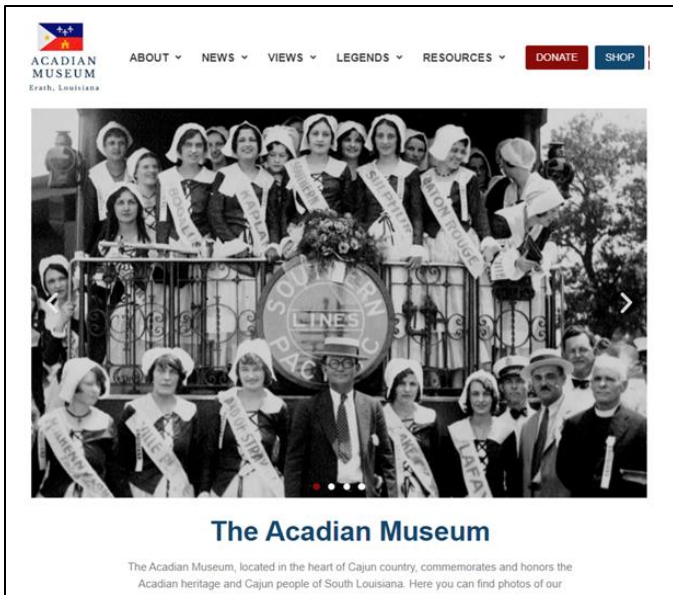 ACADIAN
MUSEUM
Erath, Louisiana
ABOUT NEWS VIEWS LEGENDS RESOURCES DONATE SHOP
KAPLA
SULPHUR
BATON ROUGE
SOUTHERN
LINES
PACIFIC
LAFA
The Acadian Museum
The Acadian Museum, located in the heart of Cajun country, commemorates and honors the
Acadian heritage and Cajun people of South Louisiana. Here you can find photos of our